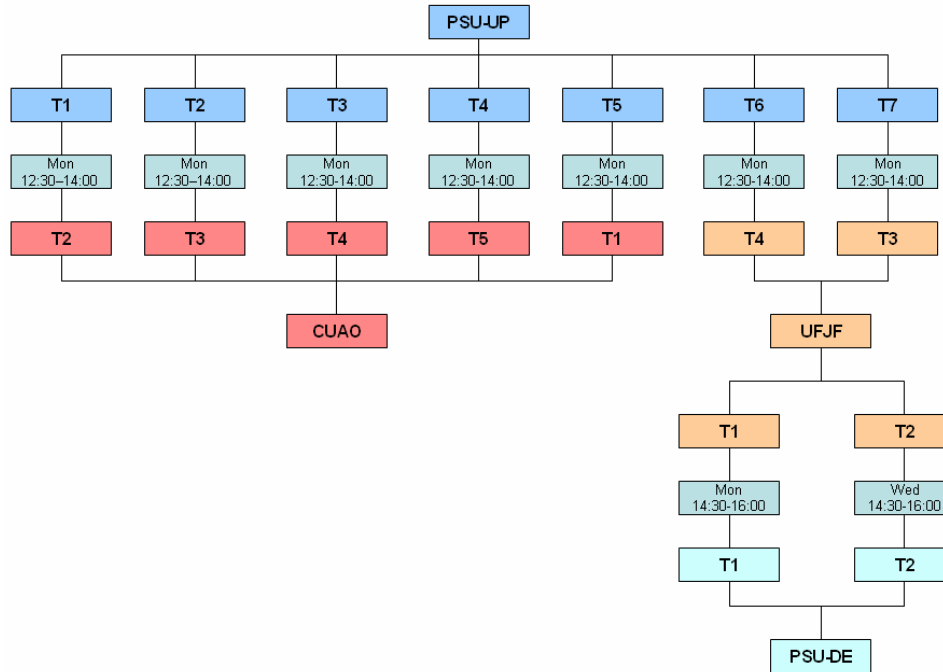 PSU-UP
T1
T2
T3
T4
T5
T6
T7
Mon
12:30–14:00
Mon
12:30–14:00
Mon
12:30-14:00
Mon
12:30-14:00
Mon
12:30-14:00
Mon
12:30-14:00
Mon
12:30-14:00
T2
T3
T4
T5
T1
T4
T3
CUAO
UFJF
T1
T2
Mon
14:30-16:00
Wed
14:30-16:00
T1
T2
PSU-DE